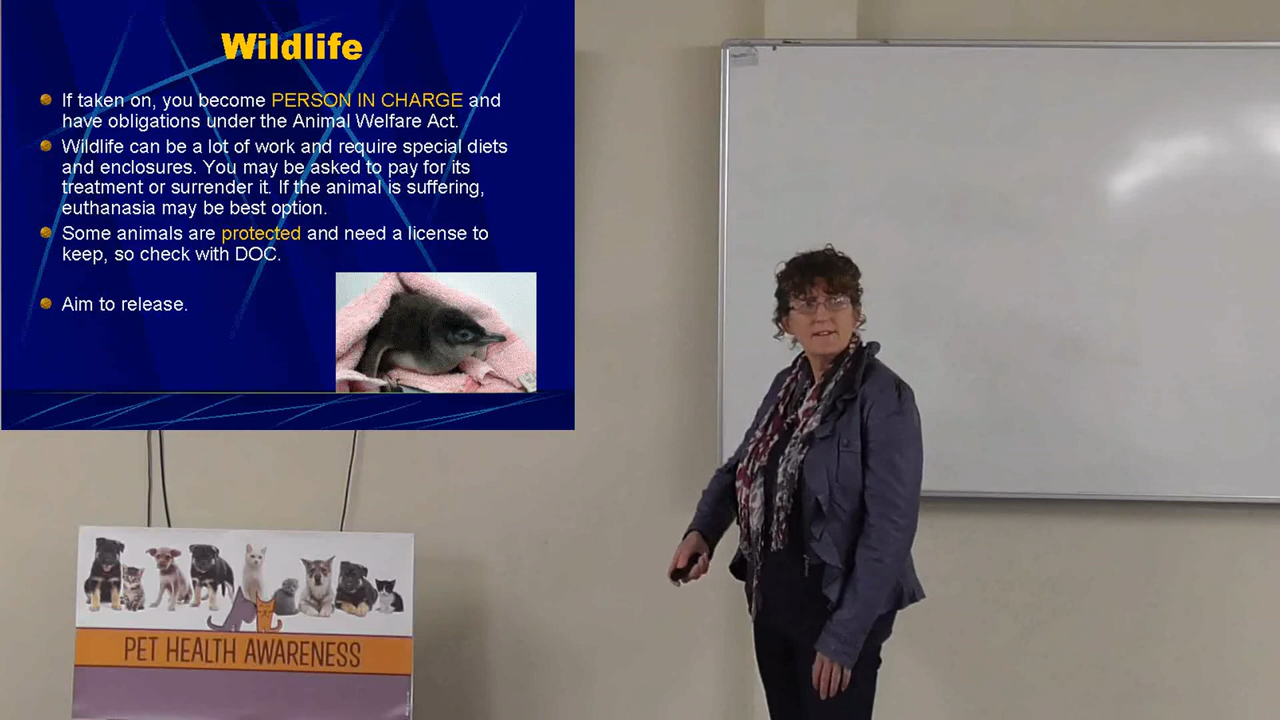 Wildlife
If taken on, you become PERSON IN CHARGE and
have obligations under the Animal Welfare Act.
Wildlife can be a lot of work and require special diets
and enclosures. You may be asked to pay for its
treatment or surrender it. If the animal is suffering,
euthanasia may be best option.
Some animals are protected and need a license to
keep, so check with DOC.
Aim to release.
PET HEALTH AWARENESS